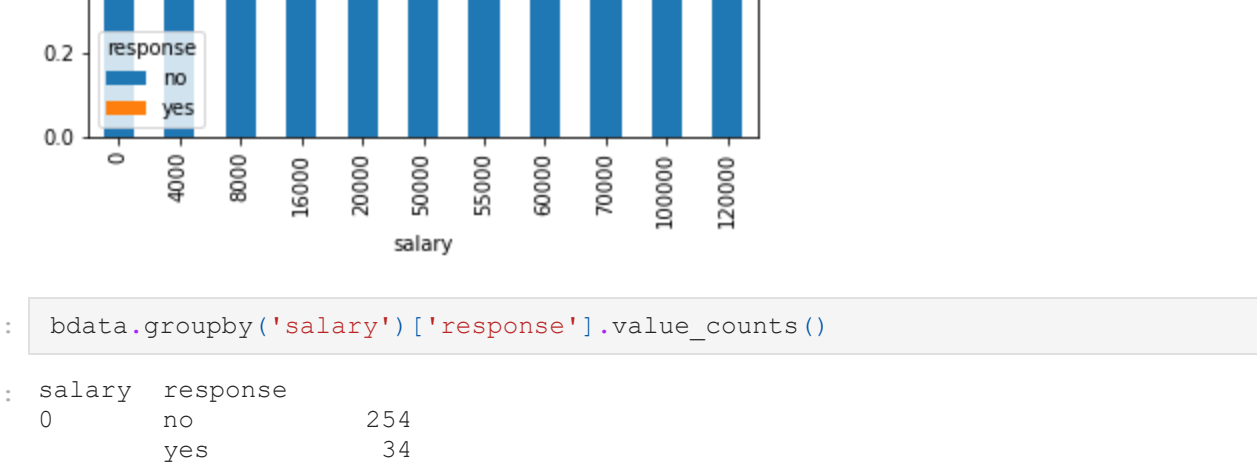 0.2
response
no
yes
0.0
0 4000 8000 16000 20000 50000 55000 60000 70000 100000 120000
salary
: bdata.groupby('salary')['response'].value_counts()
: salary response
0 no 254
yes 34